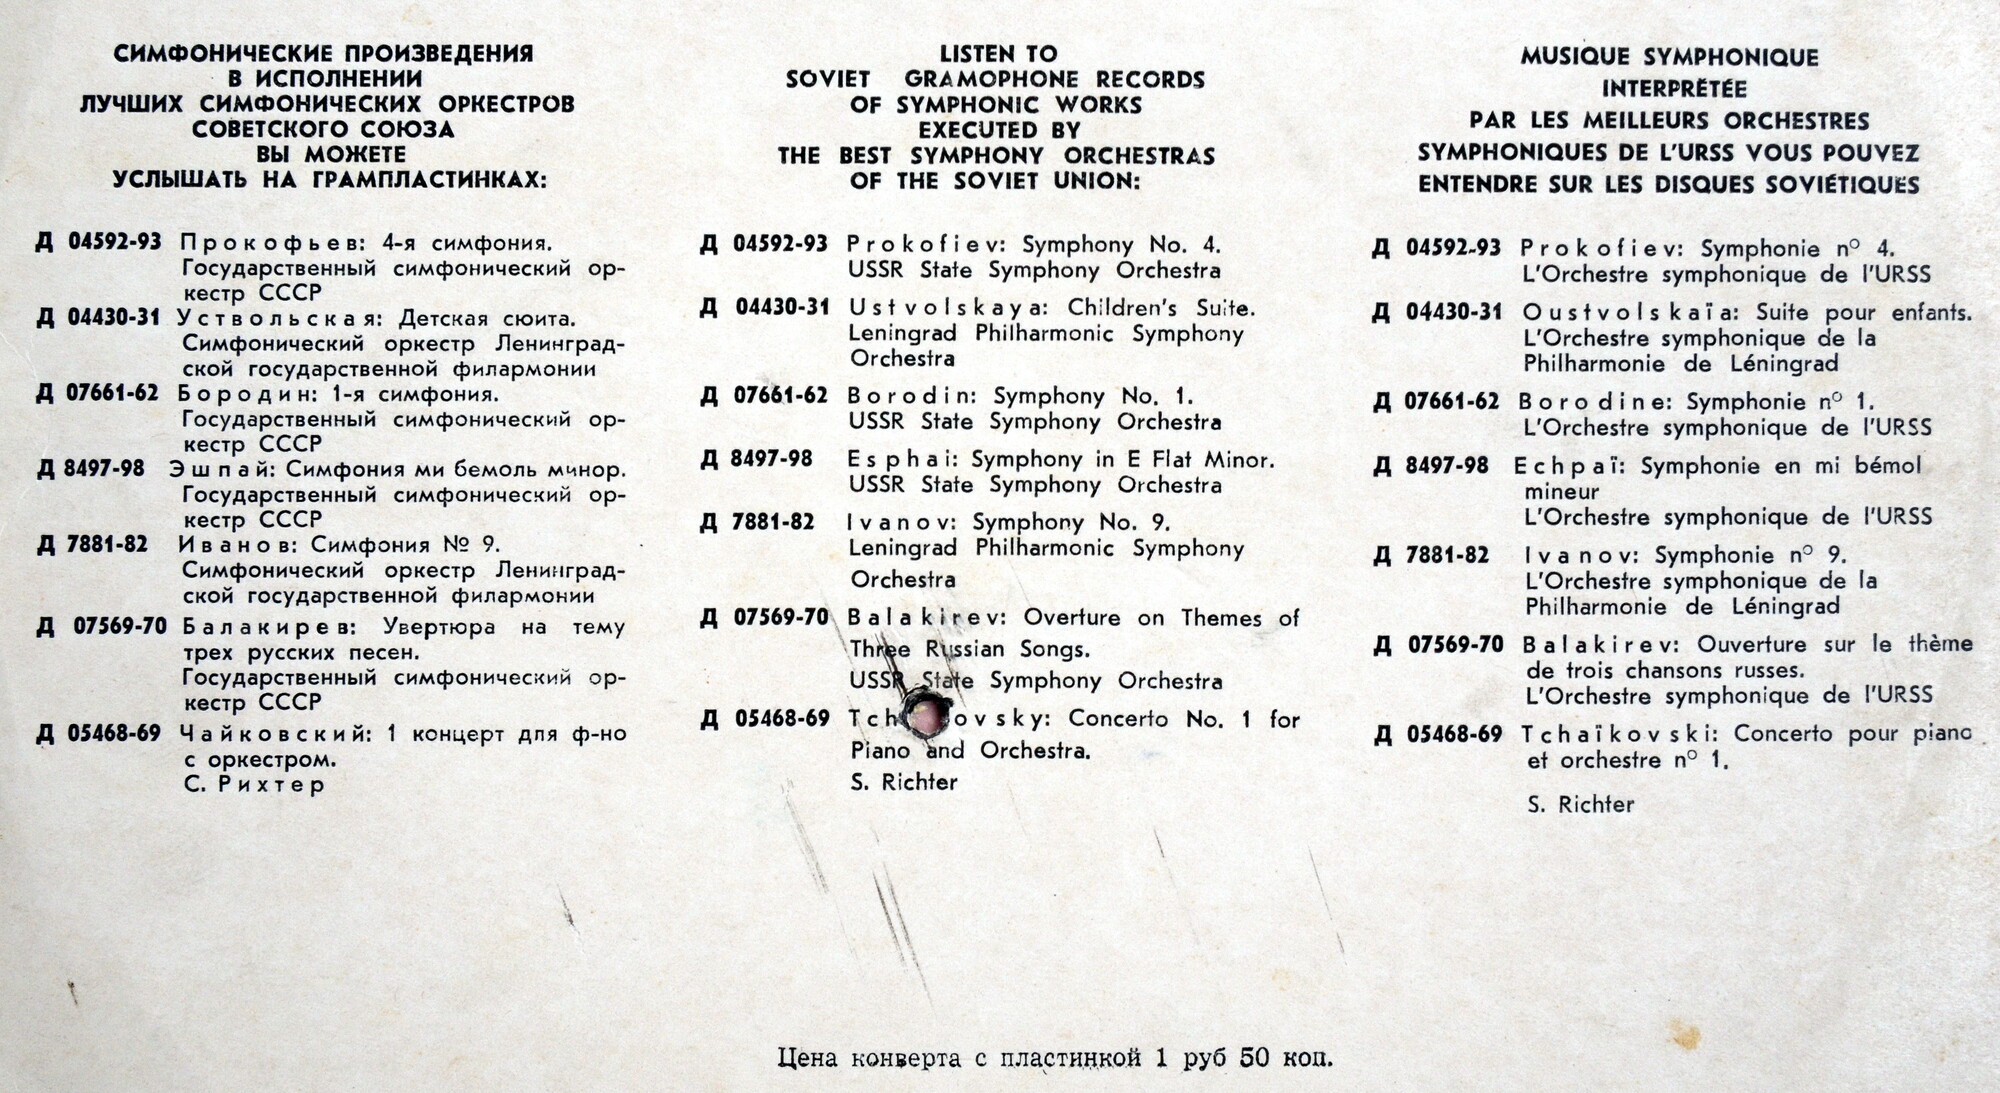 СИМФОНИЧЕСКИЕ ПРОИЗВЕДЕНИЯ
В ИСПОЛНЕНИИ
ЛУЧШИХ СИМФОНИЧЕСКИХ ОРКЕСТРОВ
СОВЕТСКОГО СОЮЗА
ВЫ МОЖЕТЕ
УСЛЫШАТЬ НА ГРАМПЛАСТИНКАХ:
Д 04592-93 Прокофьев: 4-я симфония.
Государственный симфонический ор-
кестр СССР
Д 04430-31 Уствольская: Детская сюита.
Симфонический оркестр Ленинград-
ской государственной филармонии
Д 07661-62 Бородин: 1-я симфония.
Государственный симфонический ор-
кестр СССР
Д 8497-98 Эшпай: Симфония ми бемоль минор.
Государственный симфонический ор-
кестр СССР
Д 7881-82 Иванов: Симфония № 9.
Симфонический оркестр Ленинград-
ской государственной филармонии
Д 07569-70 Балакирев: Увертюра на тему
трех русских песен.
Государственный симфонический ор-
кестр СССР
Д 05468-69 Чайковский: 1 концерт для ф-но
с оркестром.
С. Рихтер
LISTEN TO
SOVIET GRAMOPHONE RECORDS
OF SYMPHONIC WORKS
EXECUTED BY
THE BEST SYMPHONY ORCHESTRAS
OF THE SOVIET UNION:
Д 04592-93 Prokofiev: Symphony No. 4.
USSR State Symphony Orchestra
Д 04430-31 Ustvolskaya: Children's Suite.
Leningrad Philharmonic Symphony
Orchestra
Д 07661-62 Borodin: Symphony No. 1.
USSR State Symphony Orchestra
Д 8497-98 Esphai: Symphony in E Flat Minor.
USSR State Symphony Orchestra
Д 7881-82 Ivanov: Symphony No. 9.
Leningrad Philharmonic Symphony
Orchestra
Д 07569-70 Balakirev: Overture on Themes of
Three Russian Songs.
USSR State Symphony Orchestra
Д 05468-69 Concerto No. 1 for
Piano and Orchestra.
S. Richter
MUSIQUE SYMPHONIQUE
INTERPRÉTÉE
PAR LES MEILLEURS ORCHESTRES
SYMPHONIQUES DE L'URSS VOUS POUVEZ
ENTENDRE SUR LES DISQUES SOVIÉTIQUES
Д 04592-93 Prokofiev: Symphonie nº 4.
L'Orchestre symphonique de l'URSS
Д 04430-31 Oustvolskaïa: Suite pour enfants.
L'Orchestre symphonique de la
Philharmonie de Léningrad
Д 07661-62 Borodine: Symphonie nº 1.
L'Orchestre symphonique de l'URSS
Д 8497-98 Echpaï: Symphonie en mi bémol
mineur
L'Orchestre symphonique de l'URSS
Д 7881-82 Ivanov: Symphonie nº 9.
L'Orchestre symphonique de la
Philharmonie de Léningrad
Д 07569-70 Balakirev: Ouverture sur le thème
de trois chansons russes.
L'Orchestre symphonique de l'URSS
Д 05468-69 Tchaïkovski: Concerto pour piano
et orchestre nº 1.
S. Richter
Цена конверта с пластинкой 1 руб 50 коп.